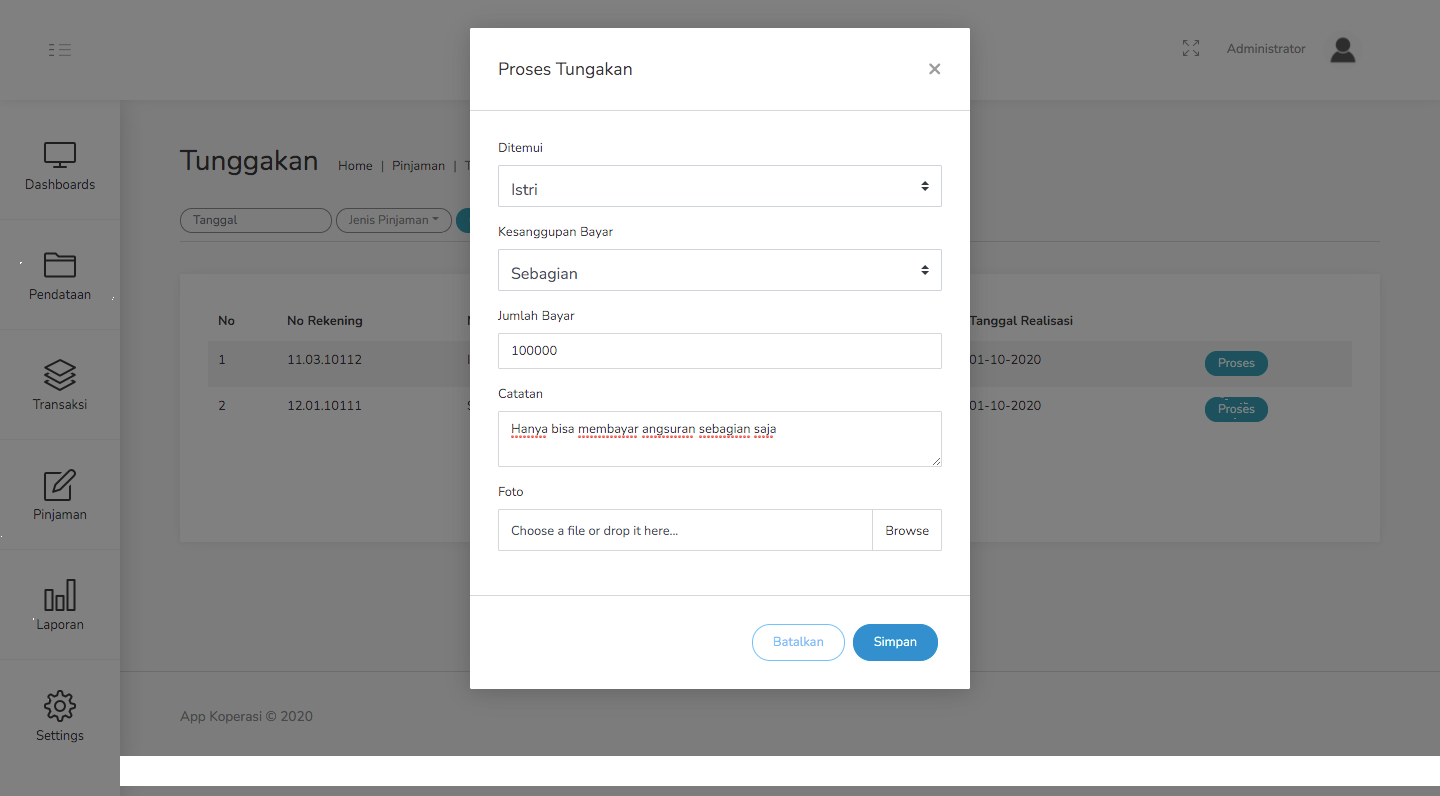 Administrator
Dashboards
Pendataan
Transaksi
Pinjaman
Laporan
Settings
Tunggakan Home | Pinjaman |
Tanggal Jenis Pinjaman
No No Rekening Tanggal Realisasi
1 11.03.10112 01-10-2020 Proses
2 12.01.10111 01-10-2020 Proses
App Koperasi © 2020
Proses Tungakan ×
Ditemui
Istri
Kesanggupan Bayar
Sebagian
Jumlah Bayar
100000
Catatan
Hanya bisa membayar angsuran sebagian saja
Foto
Choose a file or drop it here... Browse
Batalkan Simpan